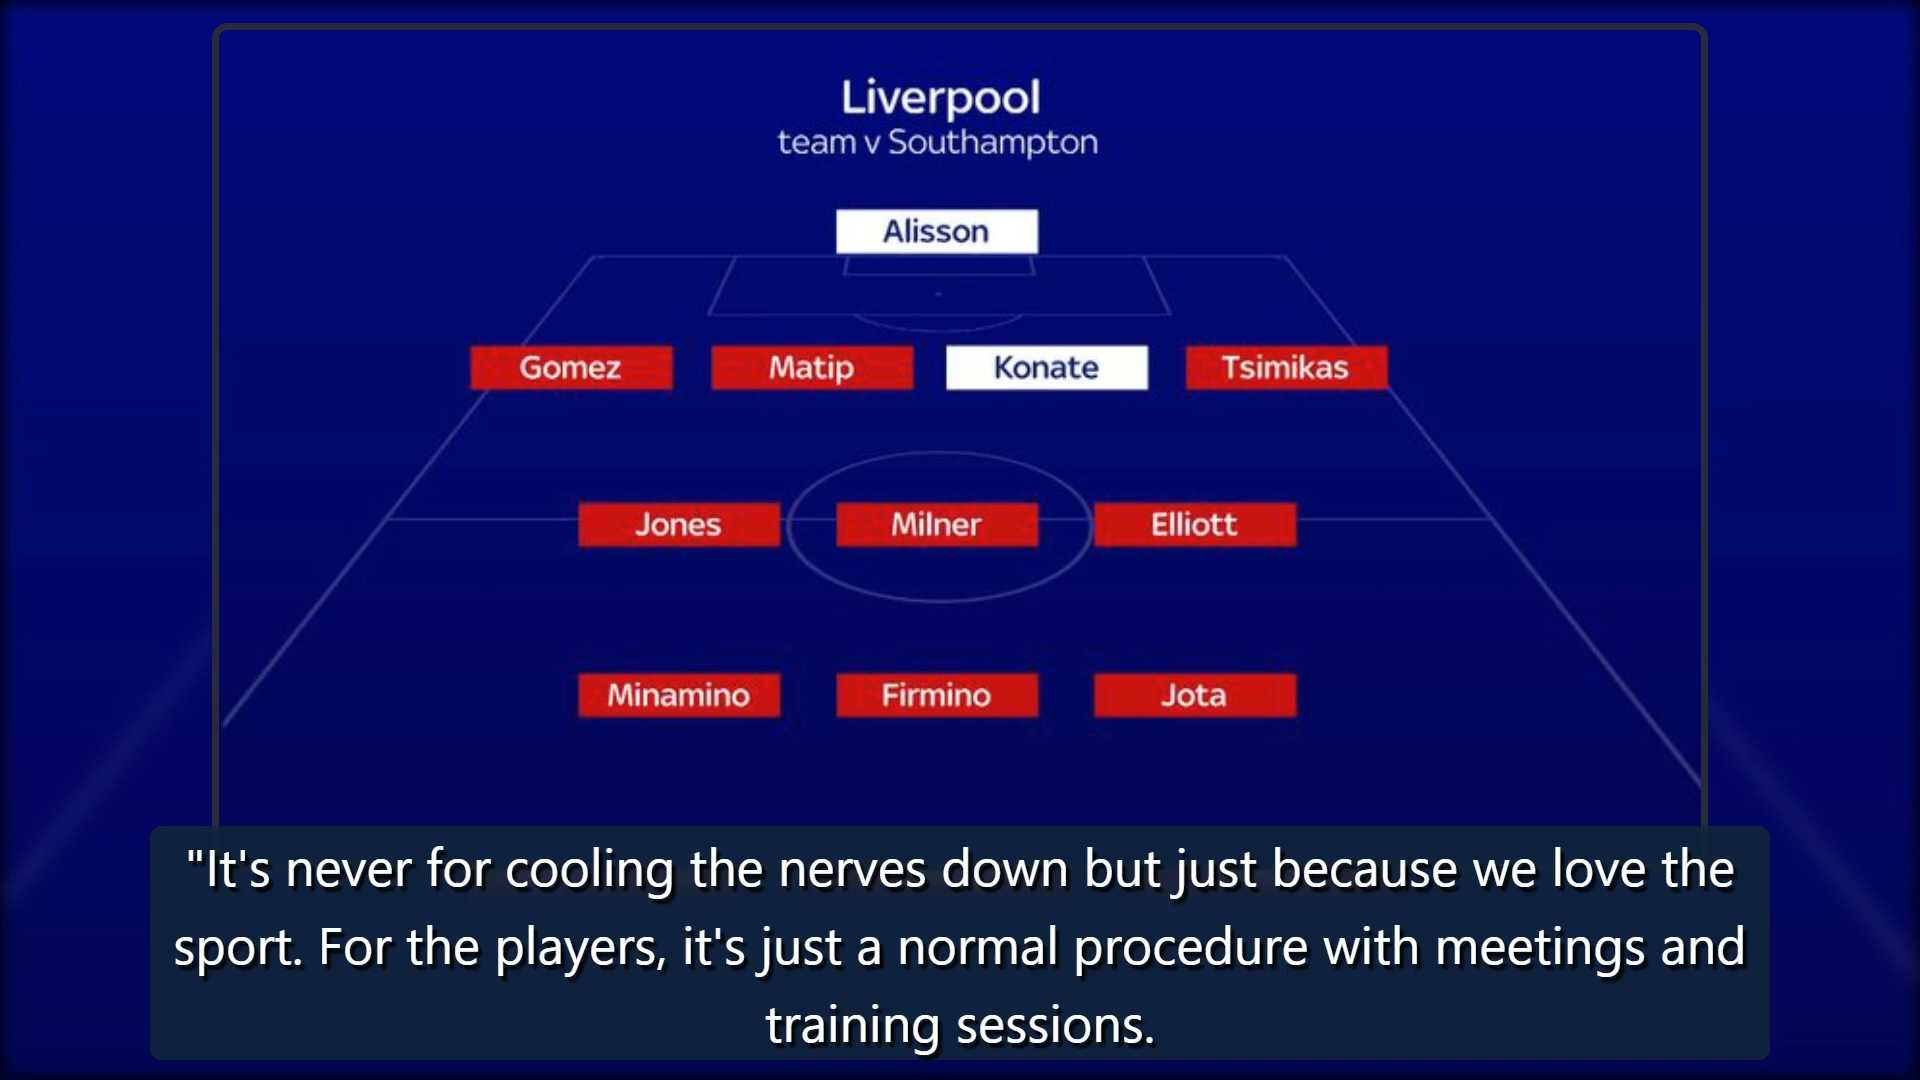 Liverpool
team v Southampton
Alisson
Gomez Matip Konate Tsimikas
Jones Milner Elliott
Minamino Firmino Jota
"It's never for cooling the nerves down but just because we love the
sport. For the players, it's just a normal procedure with meetings and
training sessions.